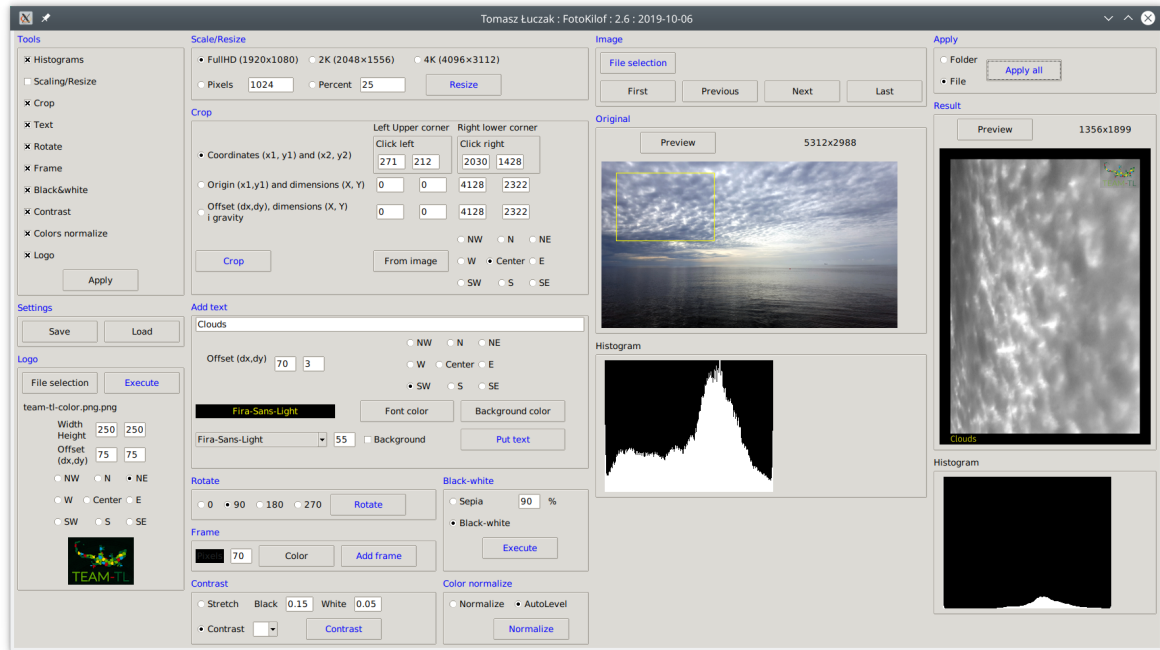 Tomasz Łuczak : FotoKilof : 2.6 : 2019-10-06
Tools
Histograms
Scaling/Resize
Crop
Text
Rotate
Frame
Black&white
Contrast
Colors normalize
Logo
Apply
Settings
Save Load
Logo
File selection Execute
team-tl-color.png.png
Width
Height 250 250
Offset
(dx,dy) 75 75
NW N NE
W Center E
SW S SE
TEAM-TL
Scale/Resize
FullHD (1920x1080) 2K (2048×1556) 4K (4096×3112)
Pixels 1024 Percent 25 Resize
Crop
Left Upper corner Right lower corner
Click left Click right
Coordinates (x1, y1) and (x2, y2) 271 212 2030 1428
Origin (x1,y1) and dimensions (X, Y) 0 0 4128 2322
Offset (dx,dy), dimensions (X, Y)
i gravity 0 0 4128 2322
NW N NE
Crop From image W Center E
SW S SE
Add text
Clouds
NW N NE
Offset (dx,dy) 70 3
W Center E
SW S SE
Fira-Sans-Light Font color Background color
Fira-Sans-Light 55 Background Put text
Rotate
0 90 180 270 Rotate
Frame
Pixels 70 Color Add frame
Contrast
Stretch Black 0.15 White 0.05
Contrast Contrast
Black-white
Sepia 90 %
Black-white
Execute
Color normalize
Normalize AutoLevel
Normalize
Image
File selection
First Previous Next Last
Original
Preview 5312x2988
Histogram
Apply
Folder
File
Apply all
Result
Preview 1356x1899
TEAM-TL
Clouds
Histogram